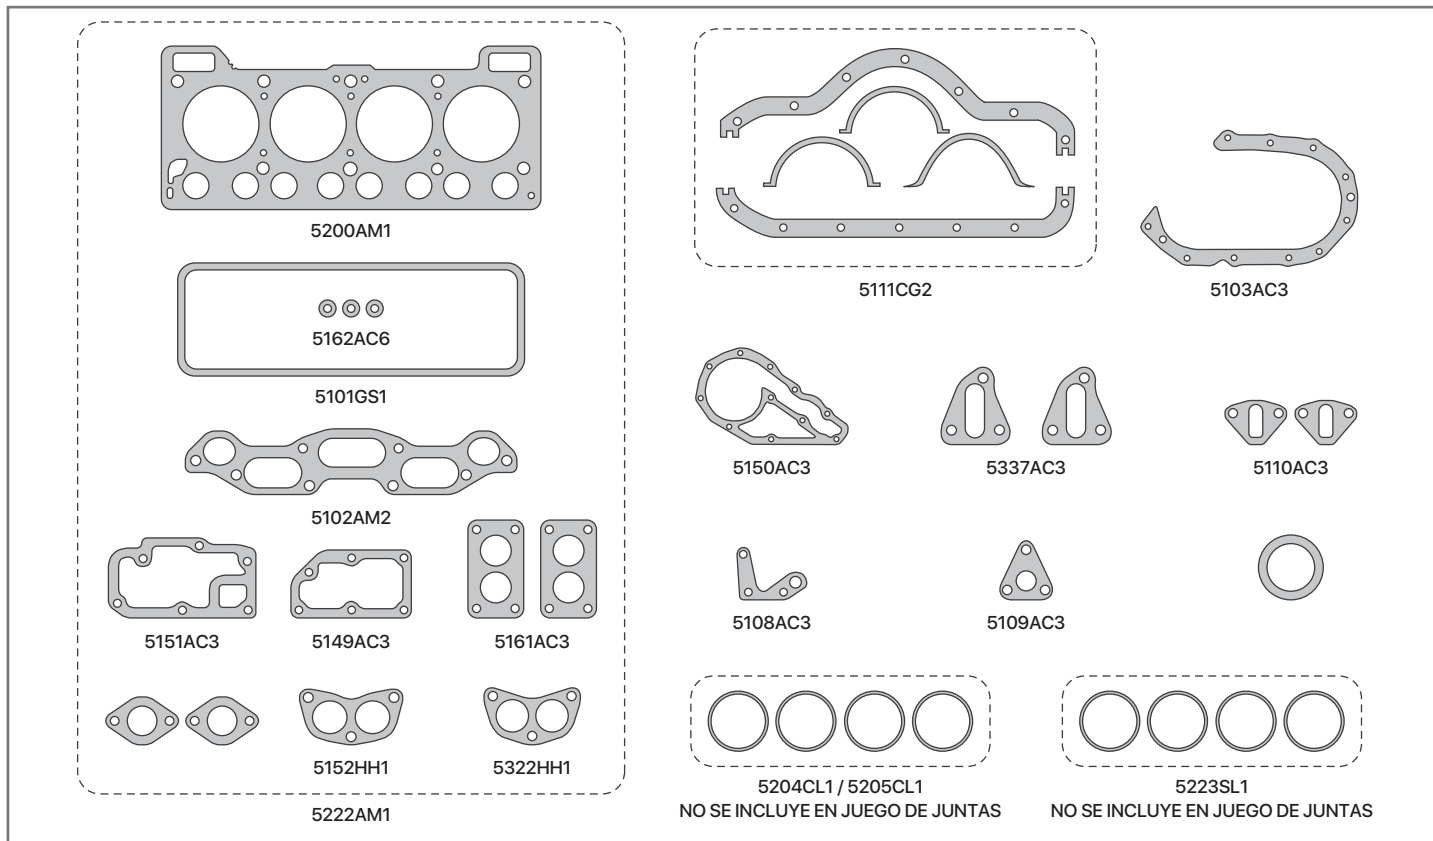 5200AM1
5162AC6
5101GS1
5102AM2
5151AC3
5149AC3
5161AC3
5152HH1
5322HH1
5222AM1
5111CG2
5103AC3
5150AC3
5337AC3
5110AC3
5108AC3
5109AC3
5204CL1 / 5205CL1
NO SE INCLUYE EN JUEGO DE JUNTAS
5223SL1
NO SE INCLUYE EN JUEGO DE JUNTAS